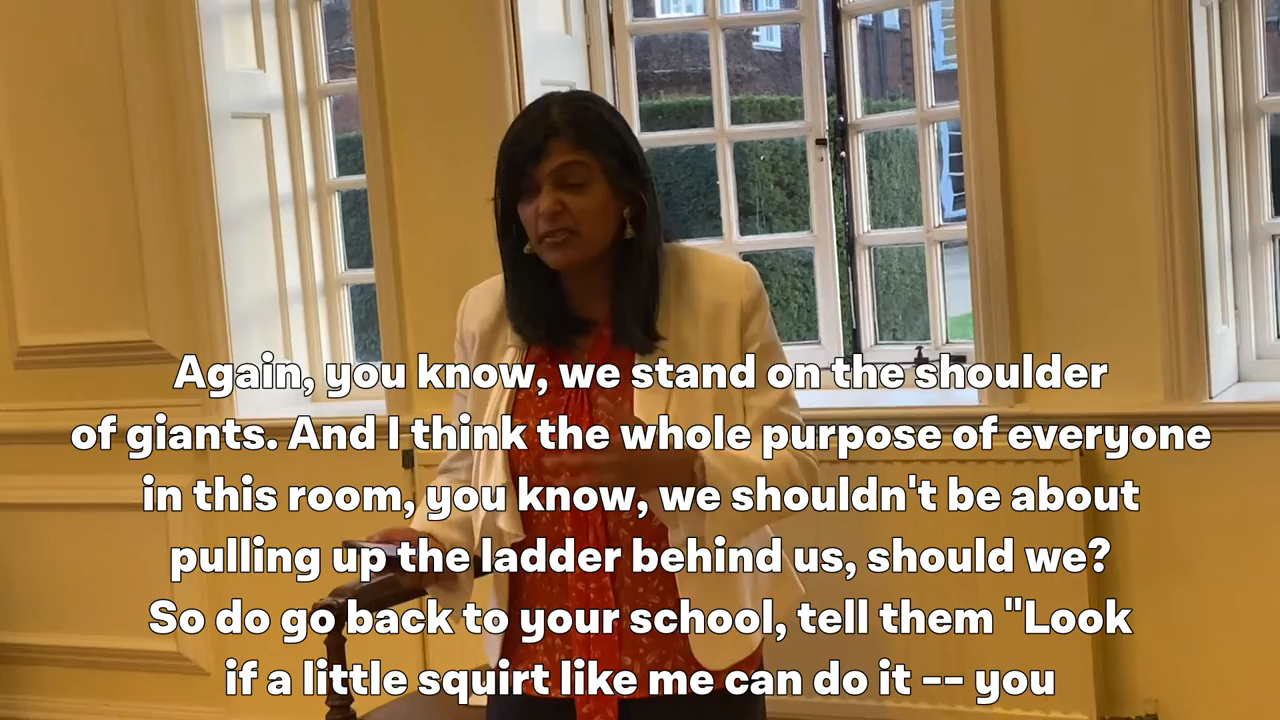 Again, you know, we stand on the shoulder
of giants. And I think the whole purpose of everyone
in this room, you know, we shouldn't be about
pulling up the ladder behind us, should we?
So do go back to your school, tell them "Look
if a little squirt like me can do it -- you